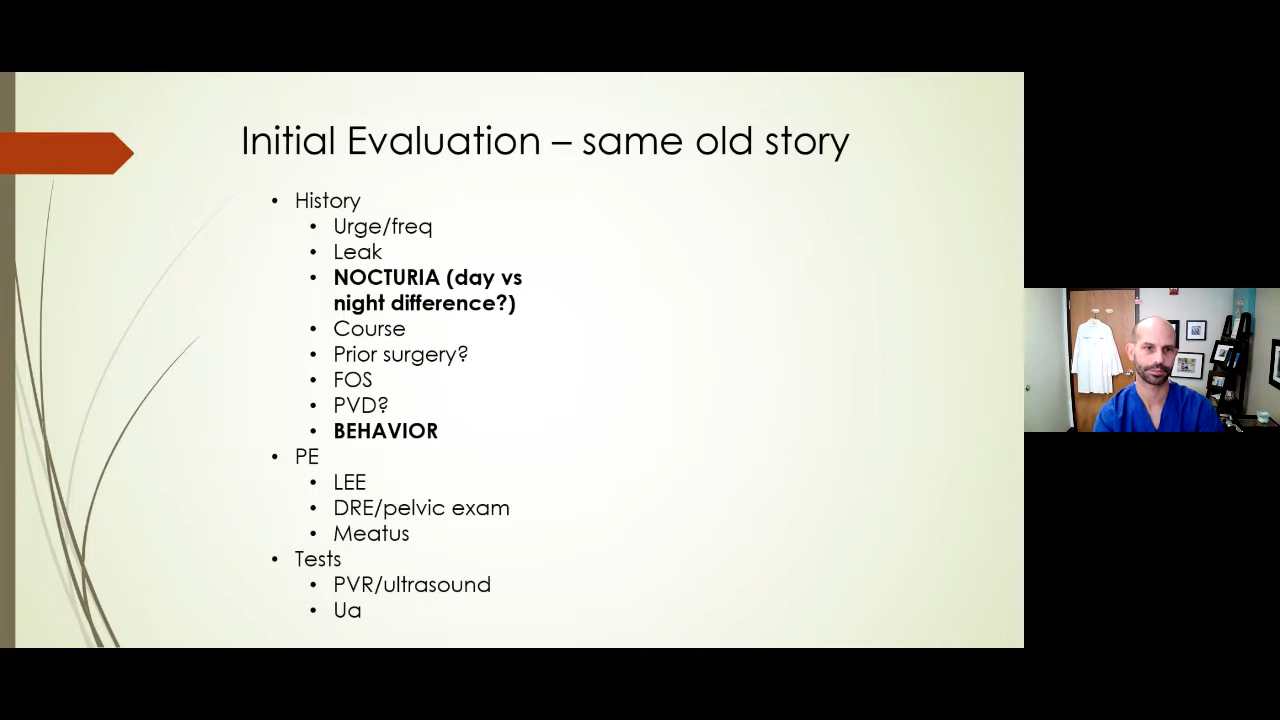 Initial Evaluation – same old story
• History
• Urge/freq
• Leak
• NOCTURIA (day vs
night difference?)
• Course
• Prior surgery?
• FOS
• PVD?
• BEHAVIOR
• PE
• LEE
• DRE/pelvic exam
• Meatus
• Tests
• PVR/ultrasound
• Ua